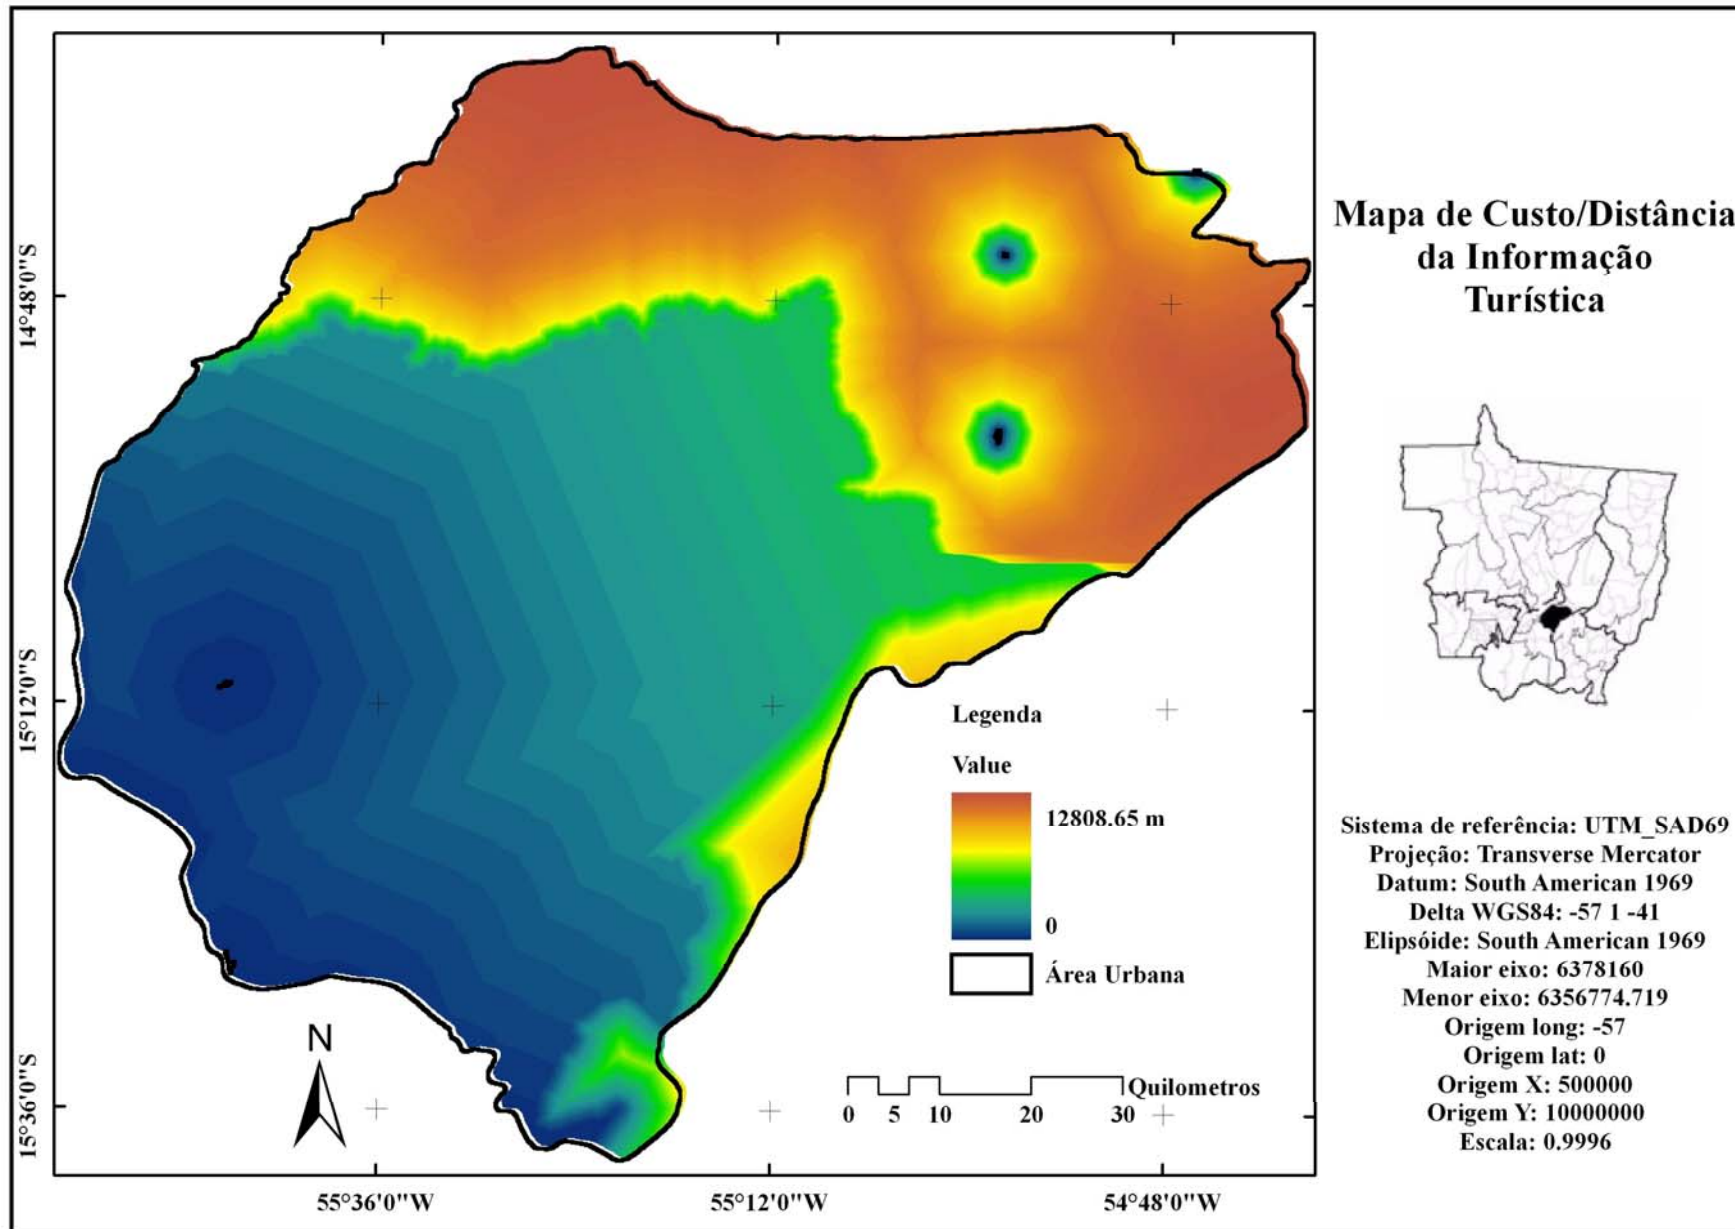 Mapa de Custo/Distância
da Informação
Turística
14°48'0"S
15°12'0"S
15°36'0"S
55°36'0"W
55°12'0"W
54°48'0"W
N
Legenda
Value
12808.65 m
0
Área Urbana
Quilometros
0 5 10 20 30
Sistema de referência: UTM_SAD69
Projeção: Transverse Mercator
Datum: South American 1969
Delta WGS84: -57 1 -41
Elipsóide: South American 1969
Maior eixo: 6378160
Menor eixo: 6356774.719
Origem long: -57
Origem lat: 0
Origem X: 500000
Origem Y: 10000000
Escala: 0.9996